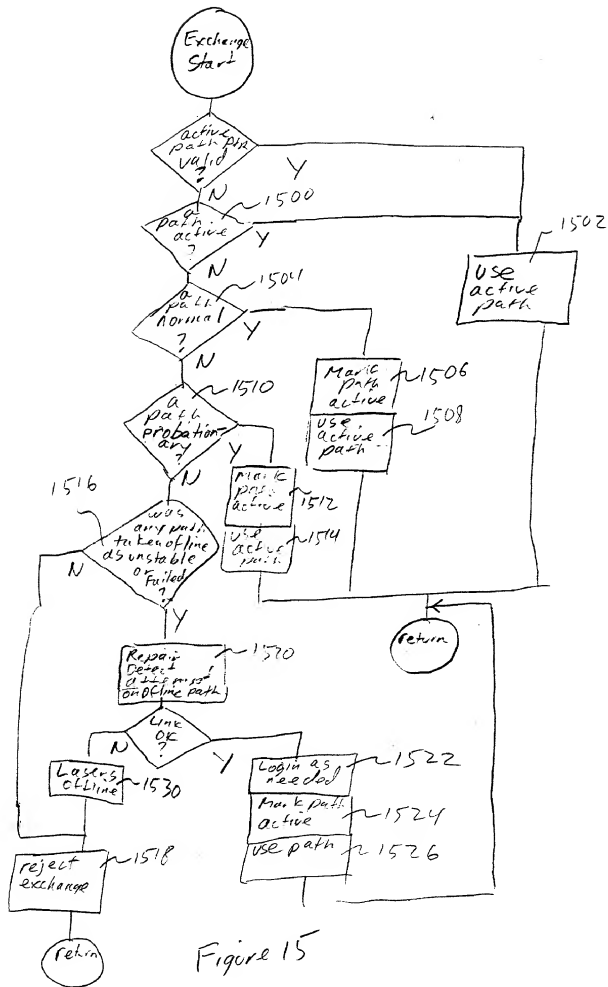 Exchange
Start
active
path ptr
valid
?
Y
N
1500
a
path
active
?
Y
N
1502
use
active
path
1504
a
path
normal
?
Y
N
Mark
path
active
1506
use
active
path
1508
1510
a
path
probation-
ary
?
Y
N
Mark
path
active
1512
use
active
path
1514
1516
was
any path
taken offline
as unstable
or failed
?
N
Y
return
Repair
Detect
on offline path
1520
Link
OK
?
N
Y
Lasers
offline
1530
Login as
needed
1522
Mark path
active
1524
use path
1526
reject
exchange
1518
return
Figure 15